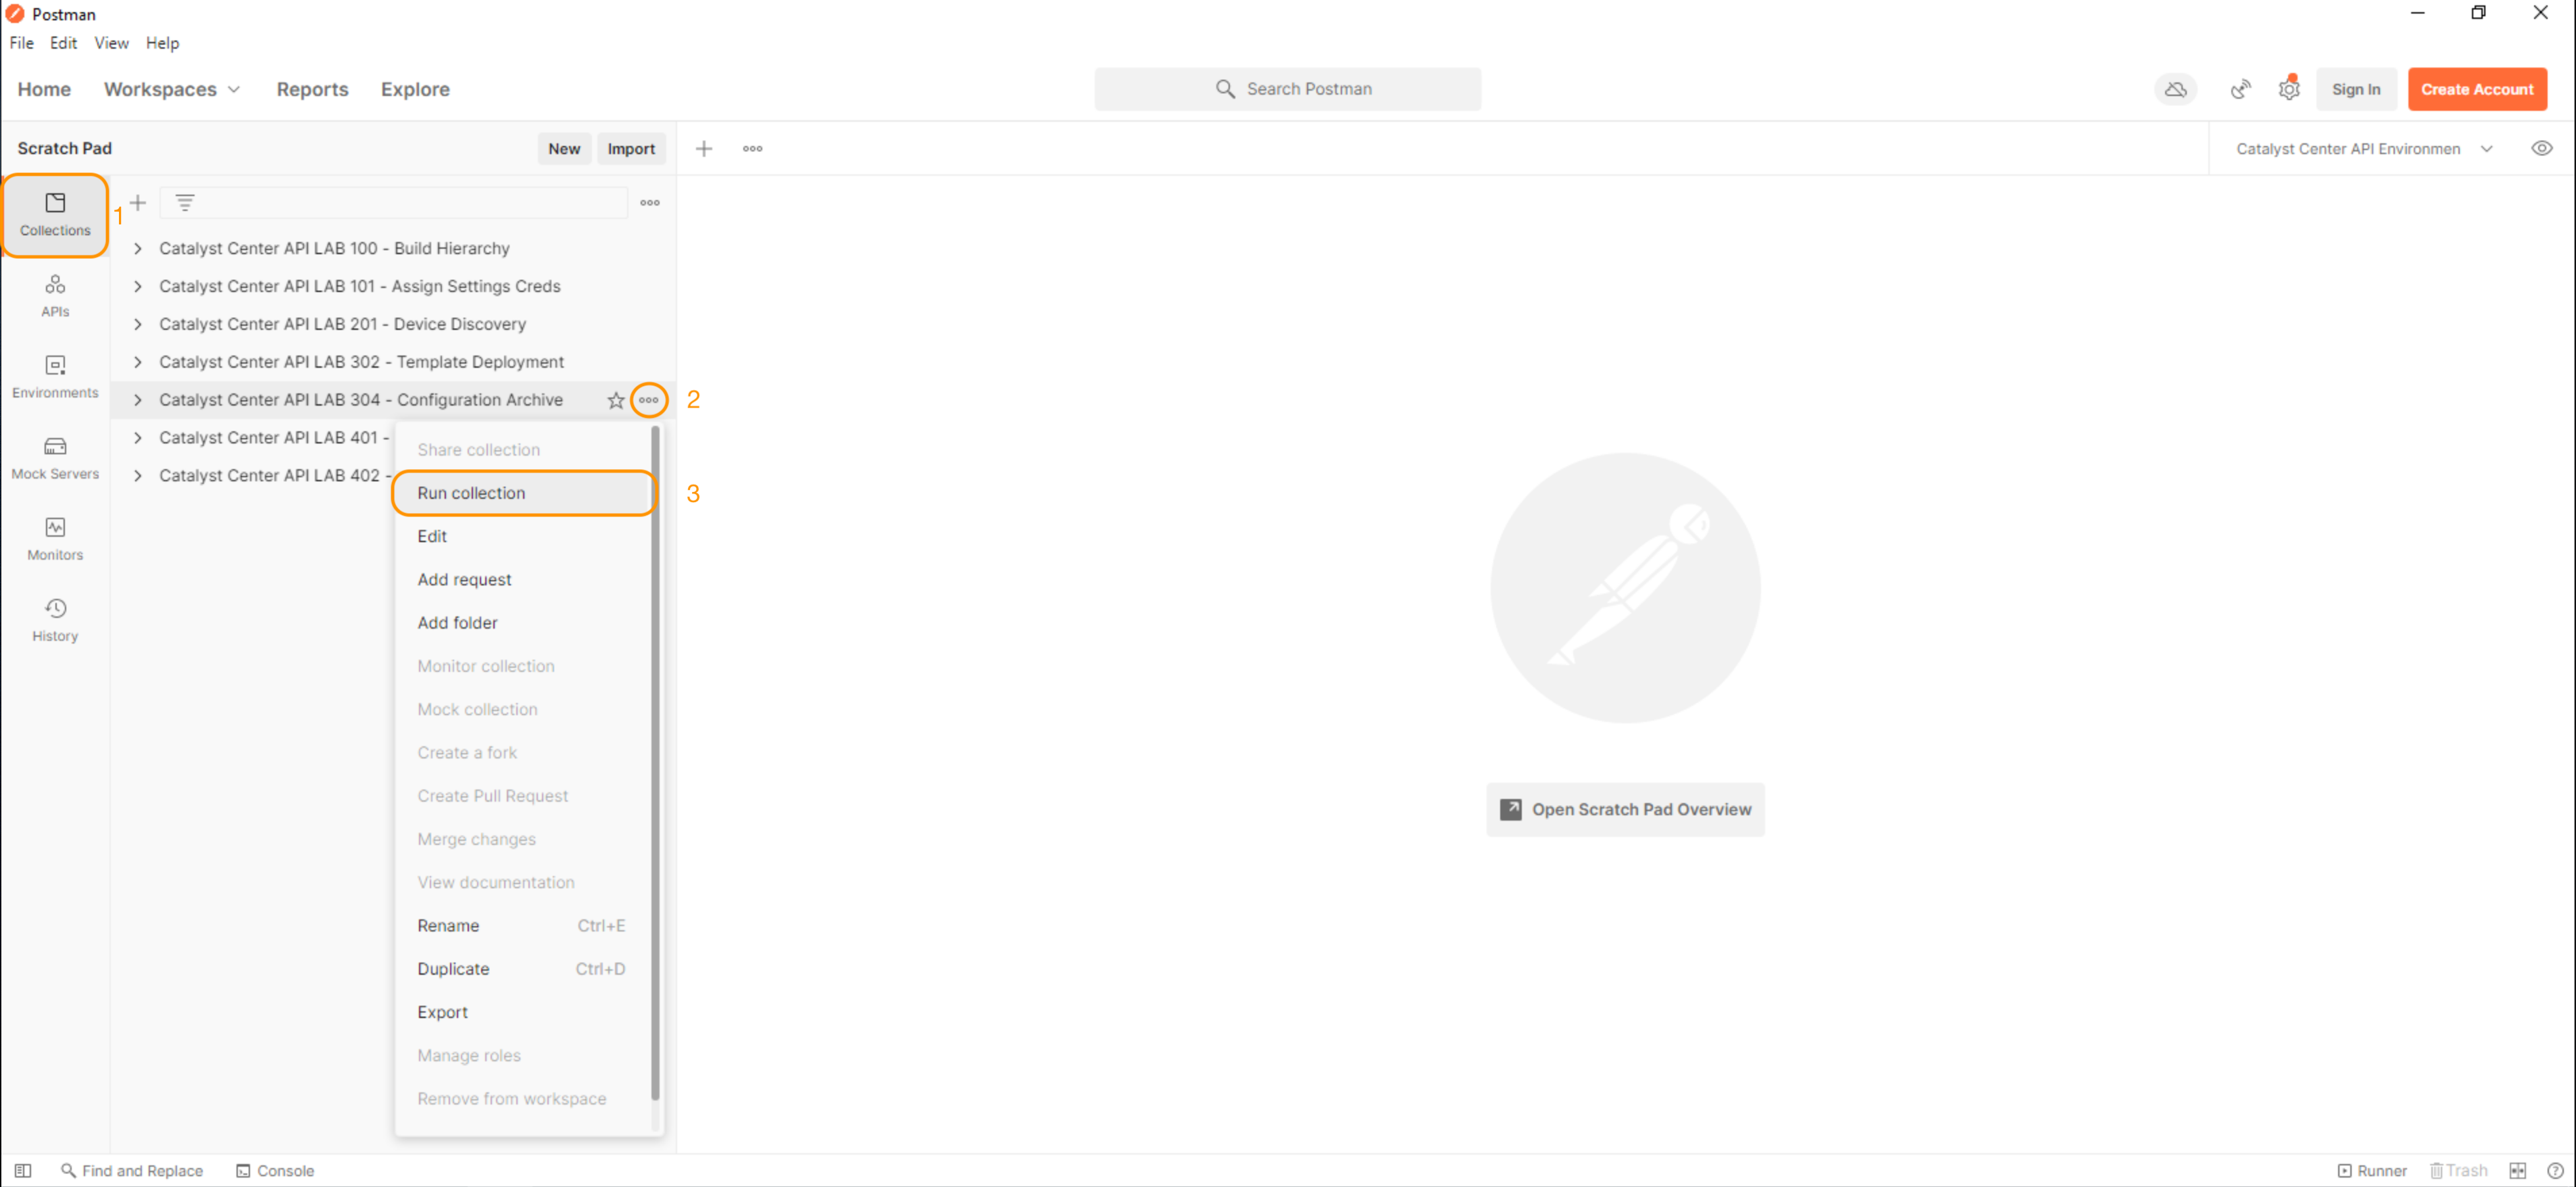 Postman
File Edit View Help
Home Workspaces Reports Explore
Search Postman
Sign In
Create Account
Scratch Pad
New
Import
Catalyst Center API Environmen
Collections
1
APIs
Environments
Mock Servers
Monitors
History
Catalyst Center API LAB 100 - Build Hierarchy
Catalyst Center API LAB 101 - Assign Settings Creds
Catalyst Center API LAB 201 - Device Discovery
Catalyst Center API LAB 302 - Template Deployment
Catalyst Center API LAB 304 - Configuration Archive
2
Catalyst Center API LAB 401 -
Catalyst Center API LAB 402 -
Share collection
Run collection
3
Edit
Add request
Add folder
Monitor collection
Mock collection
Create a fork
Create Pull Request
Merge changes
View documentation
Rename Ctrl+E
Duplicate Ctrl+D
Export
Manage roles
Remove from workspace
Open Scratch Pad Overview
Find and Replace
Console
Runner
Trash